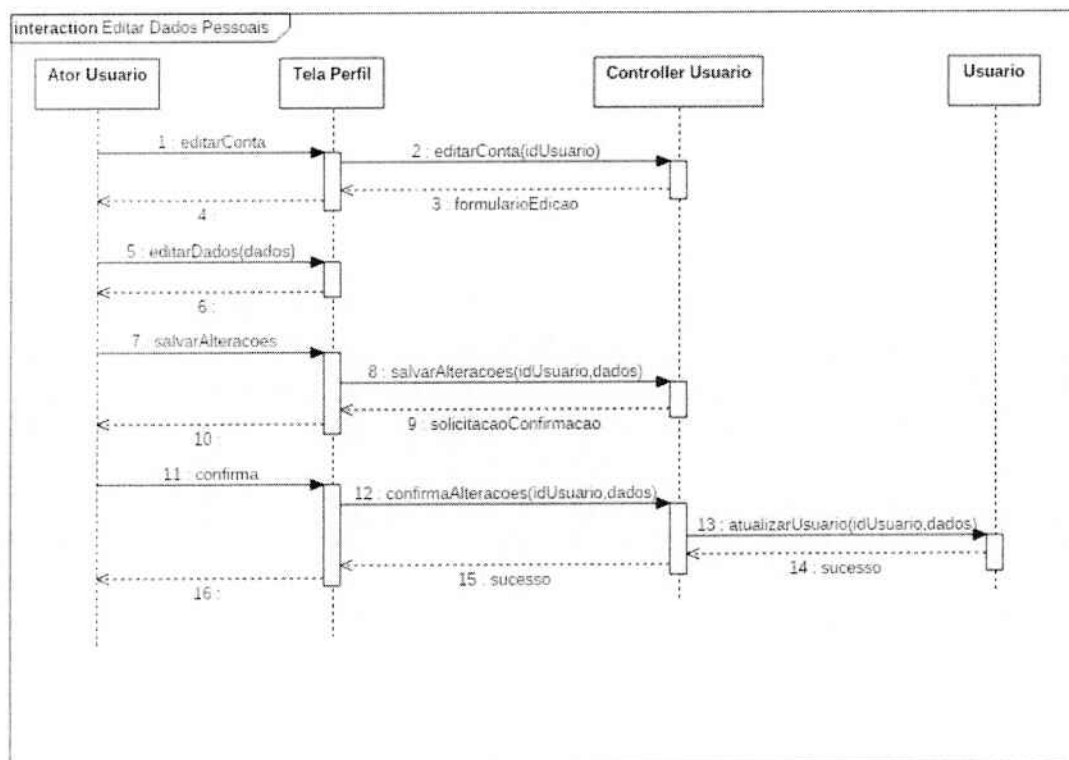 interaction Editar Dados Pessoais
Ator Usuario
Tela Perfil
Controller Usuario
Usuario
1 : editarConta
2 : editarConta(idUsuario)
3 : formularioEdicao
4 :
5 : editarDados(dados)
6 :
7 : salvarAlteracoes
8 : salvarAlteracoes(idUsuario,dados)
9 : solicitacaoConfirmacao
10 :
11 : confirma
12 : confirmaAlteracoes(idUsuario,dados)
13 : atualizarUsuario(idUsuario,dados)
14 : sucesso
15 : sucesso
16 :